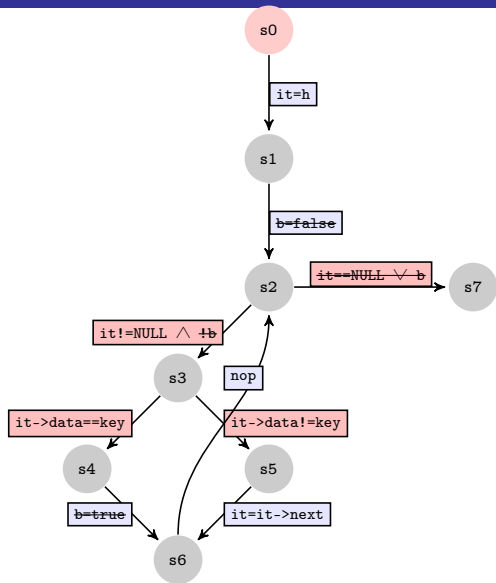 s0
it=h
s1
b=false
it==NULL ∨ b
s2
s7
it!=NULL ∧ !b
nop
s3
it->data==key
it->data!=key
s4
s5
b=true
it=it->next
s6